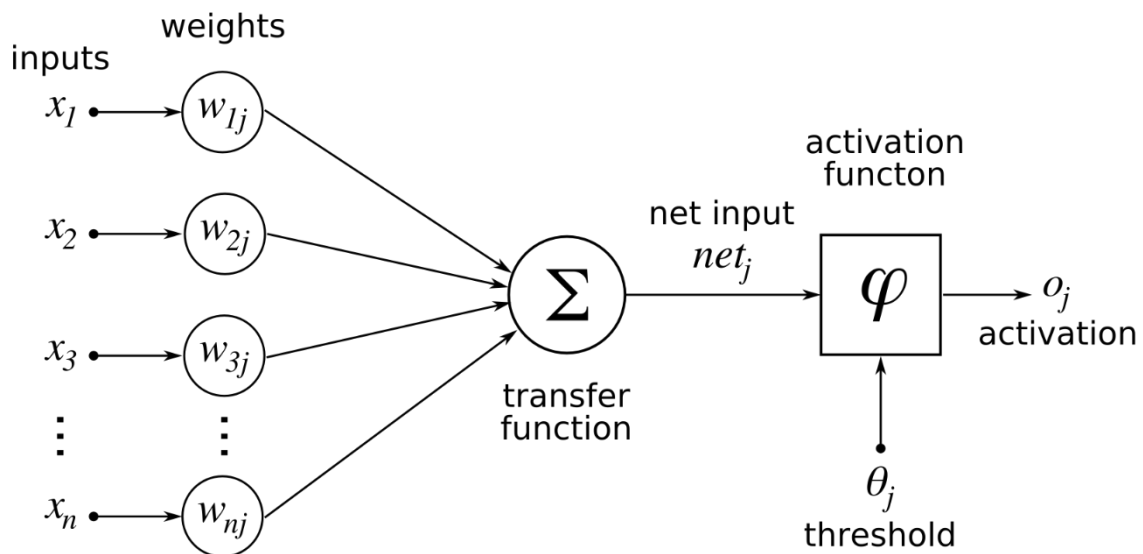 weights
inputs
x1
w1j
x2
w2j
x3
w3j
⋮
⋮
xn
wnj
Σ
transfer
function
net input
netj
activation
functon
φ
oj
activation
θj
threshold